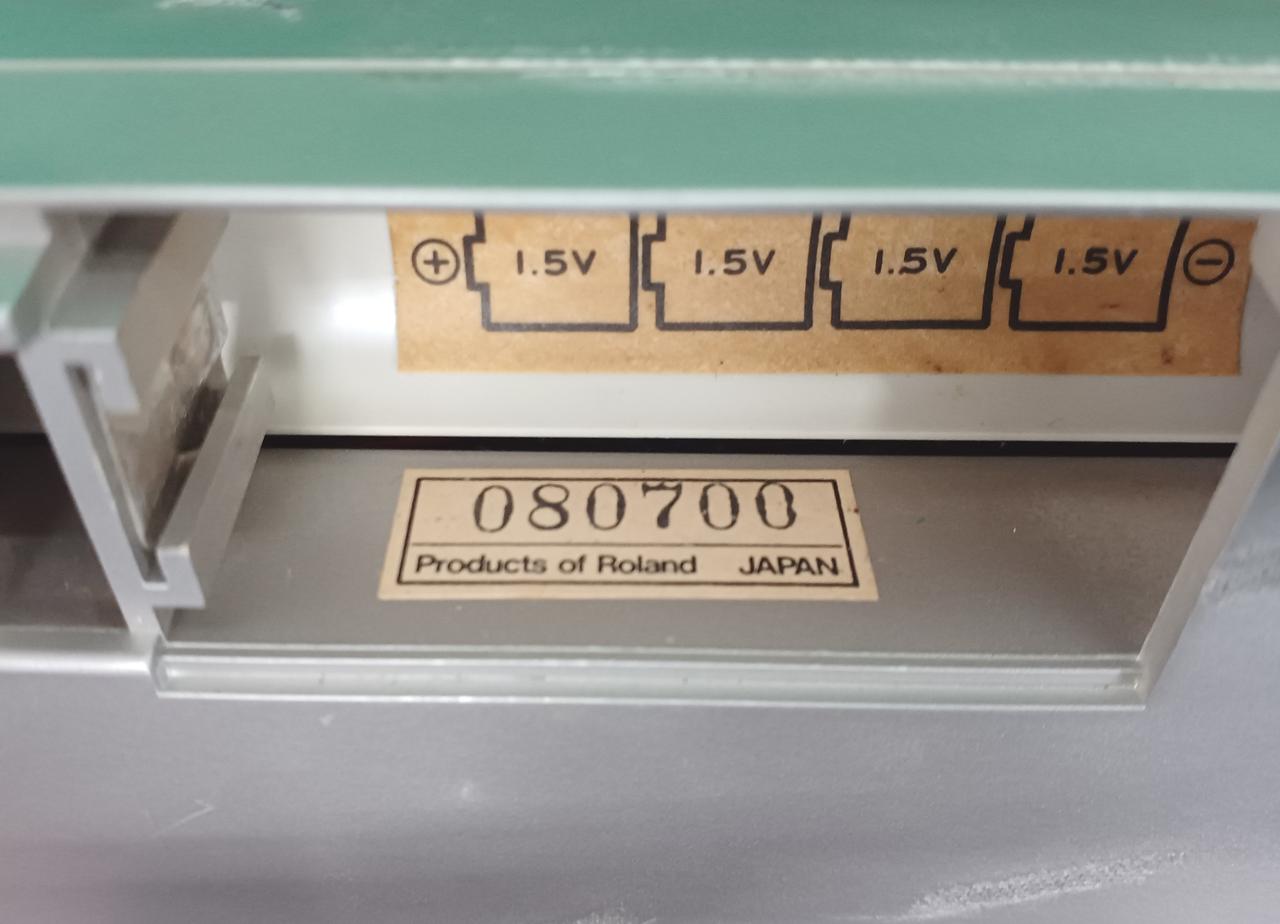 ⊕ 1.5V 1.5V 1.5V 1.5V ⊖
080700
Products of Roland JAPAN